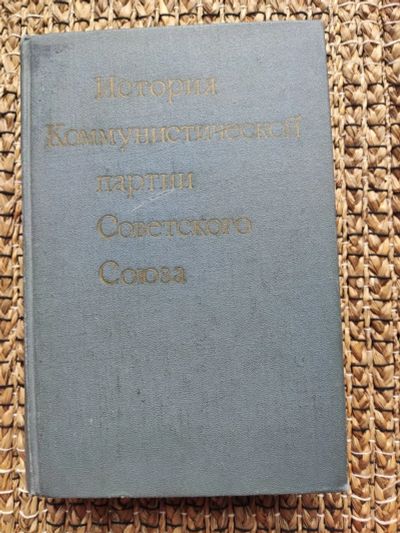 История
Коммунистической
партии
Советского
Союза